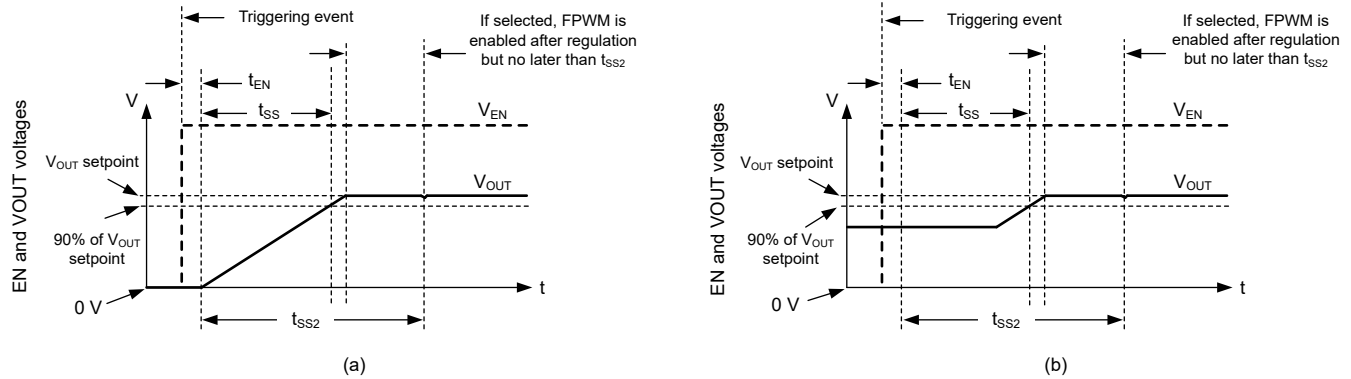 Triggering event
If selected, FPWM is
enabled after regulation
but no later than tSS2
tEN
V
tSS
VEN
EN and VOUT voltages
VOUT setpoint
VOUT
90% of VOUT
setpoint
0 V
t
tSS2
(a)
Triggering event
If selected, FPWM is
enabled after regulation
but no later than tSS2
tEN
V
tSS
VEN
EN and VOUT voltages
VOUT setpoint
VOUT
90% of VOUT
setpoint
0 V
t
tSS2
(b)